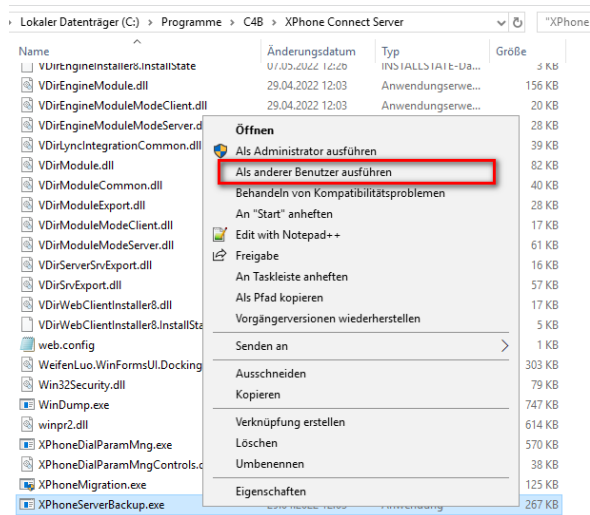 Lokaler Datenträger (C:) > Programme > C4B > XPhone Connect Server "XPhone
Name Änderungsdatum Typ Größe
VDirEngineInstaller8.InstallState 07.05.2022 12:26 INSTALLSTATE-Da... 3 KB
VDirEngineModule.dll 29.04.2022 12:03 Anwendungserwe... 156 KB
VDirEngineModuleModeClient.dll 29.04.2022 12:03 Anwendungserwe... 20 KB
VDirEngineModuleModeServer.d 28 KB
VDirLyncIntegrationCommon.dll 39 KB
VDirModule.dll 82 KB
VDirModuleCommon.dll 40 KB
VDirModuleExport.dll 28 KB
VDirModuleModeClient.dll 17 KB
VDirModuleModeServer.dll 61 KB
VDirServerSrvExport.dll 16 KB
VDirSrvExport.dll 57 KB
VDirWebClientInstaller8.dll 17 KB
VDirWebClientInstaller8.InstallSta 5 KB
web.config 1 KB
WeifenLuo.WinFormsUI.Docking 303 KB
Win32Security.dll 79 KB
WinDump.exe 747 KB
winpr2.dll 614 KB
XPhoneDialParamMng.exe 570 KB
XPhoneDialParamMngControls.d 38 KB
XPhoneMigration.exe 125 KB
XPhoneServerBackup.exe 29.04.2022 12:03 Anwendung 267 KB
Öffnen
Als Administrator ausführen
Als anderer Benutzer ausführen
Behandeln von Kompatibilitätsproblemen
An "Start" anheften
Edit with Notepad++
Freigabe
An Taskleiste anheften
Als Pfad kopieren
Vorgängerversionen wiederherstellen
Senden an
Ausschneiden
Kopieren
Verknüpfung erstellen
Löschen
Umbenennen
Eigenschaften